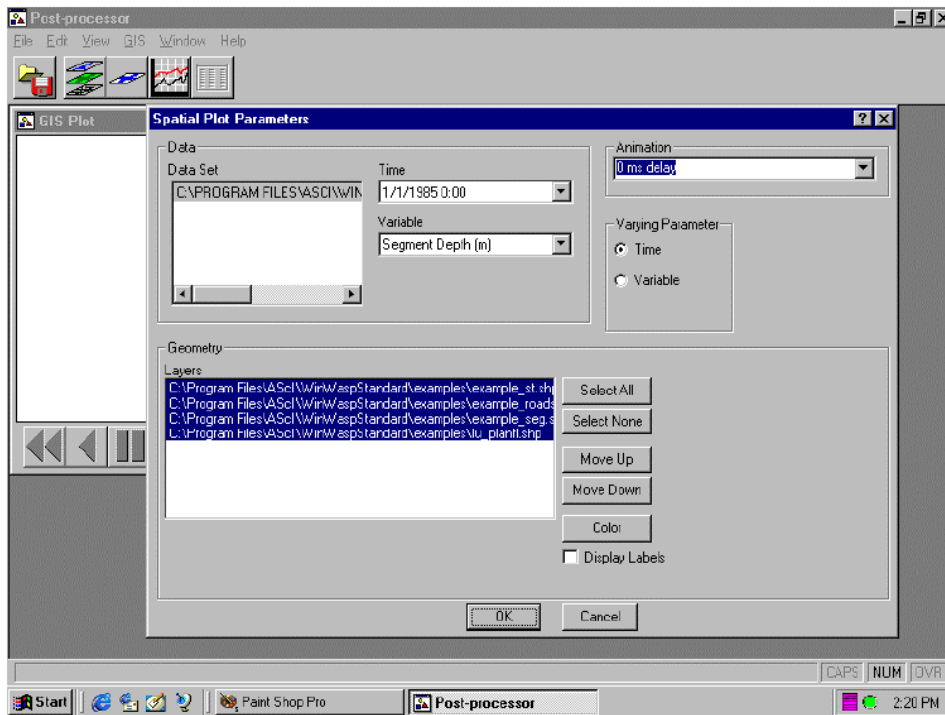 Post-processor
File Edit View GIS Window Help
GIS Plot
Spatial Plot Parameters
Data
Data Set
C:\PROGRAM FILES\ASCI\WIN
Time
1/1/1985 0:00
Variable
Segment Depth (m)
Animation
0 ms delay
Varying Parameter
Time
Variable
Geometry
Layers
C:\Program Files\AScI\WinWaspStandard\examples\example_st.shp
C:\Program Files\AScI\WinWaspStandard\examples\example_roads
C:\Program Files\AScI\WinWaspStandard\examples\example_seg.s
C:\Program Files\AScI\WinWaspStandard\examples\
Select All
Select None
Move Up
Move Down
Color
Display Labels
OK
Cancel
CAPS NUM OVR
Start
Paint Shop Pro
Post-processor
2:20 PM